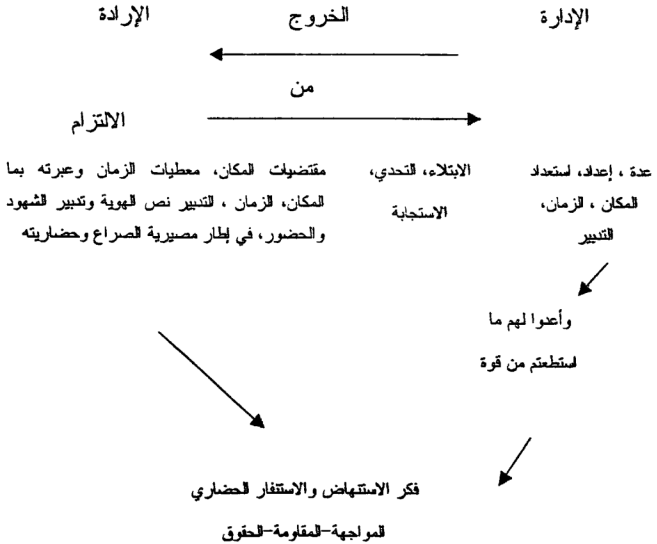 الإدارة الخروج الإرادة
من
الالتزام
عدة ، إعداد، استعداد
المكان ، الزمان،
التدبير
الابتلاء، التحدي،
الاستجابة
مقتضيات المكان، معطيات الزمان وعبرته بما
المكان، الزمان ، التدبير نص الهوية وتدبير الشهود
والحضور، في إطار مصيرية الصراع وحضاريته
وأعدوا لهم ما
استطعتم من قوة
فكر الاستنهاض والاستنفار الحضاري
المواجهة-المقاومة-الحقوق